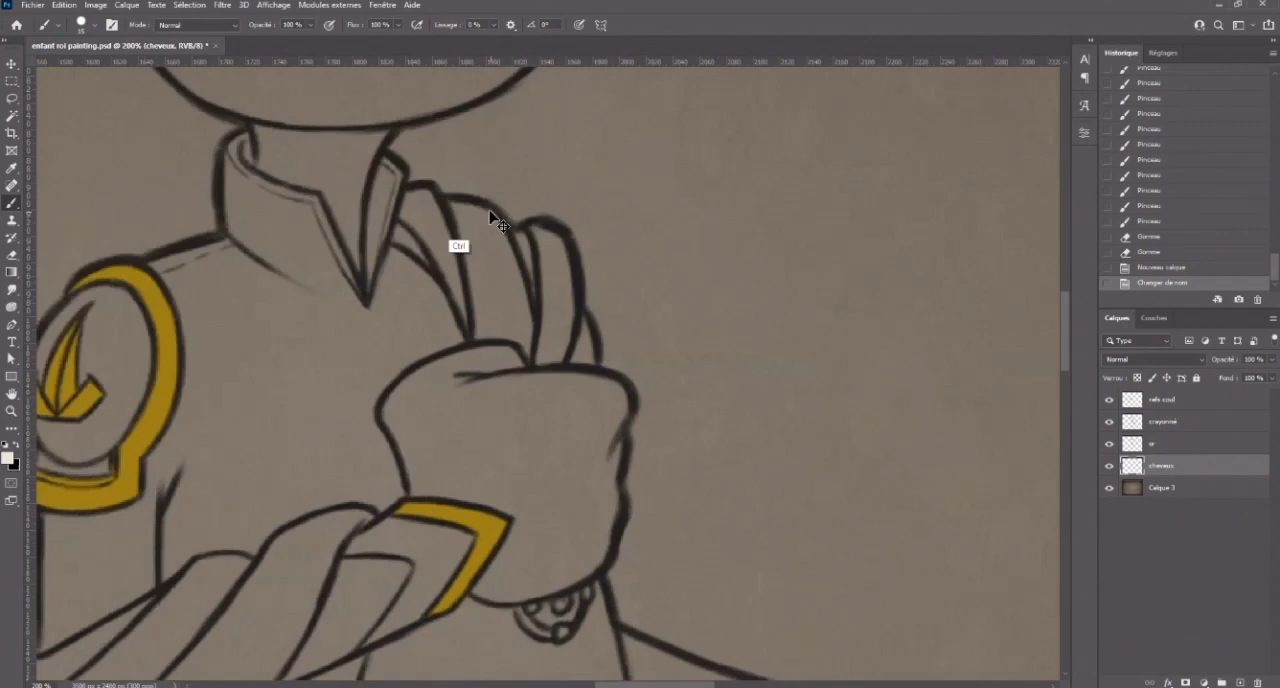 Fichier Edition Image Calque Texte Sélection Filtre 3D Affichage Modules externes Fenêtre Aide
Mode : Normal Opacité : 100 % Flux : 100 % Lissage : 0 % 0°
enfant roi painting.psd @ 200% (cheveux, RVB/8) *
Historique Réglages
Pinceau
Pinceau
Pinceau
Pinceau
Pinceau
Pinceau
Pinceau
Pinceau
Pinceau
Pinceau
Pinceau
Gomme
Gomme
Nouveau calque
Changer de nom
Ctrl
Calques Couches
Type
Normal Opacité : 100 %
Verrou : Fond : 100 %
refs coul
crayonné
or
cheveux
Calque 3
200 %